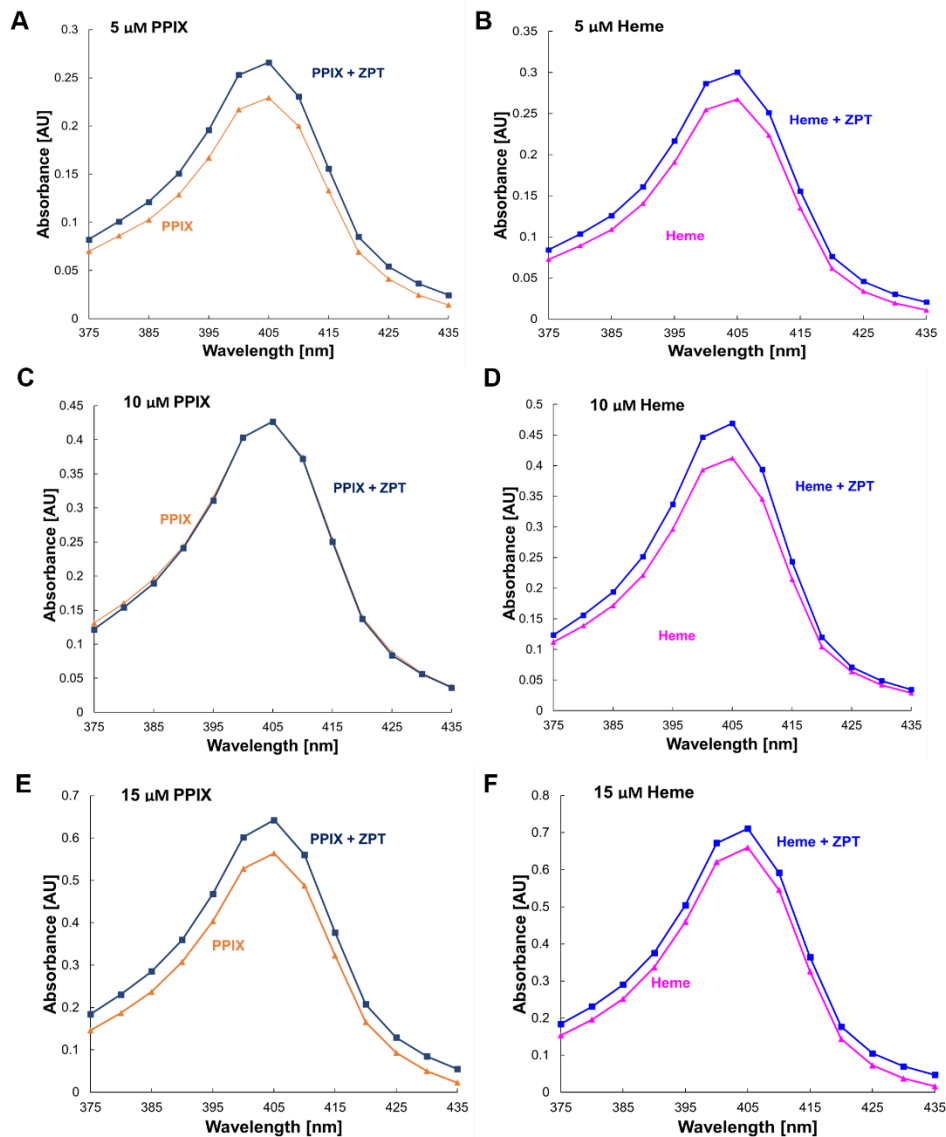 A
5 µM PPIX
Absorbance [AU]
0.3
0.25
0.2
0.15
0.1
0.05
0
PPIX + ZPT
PPIX
375 385 395 405 415 425 435
Wavelength [nm]
B
5 µM Heme
Absorbance [AU]
0.35
0.3
0.25
0.2
0.15
0.1
0.05
0
Heme + ZPT
Heme
375 385 395 405 415 425 435
Wavelength [nm]
C
10 µM PPIX
Absorbance [AU]
0.45
0.4
0.35
0.3
0.25
0.2
0.15
0.1
0.05
0
PPIX + ZPT
PPIX
375 385 395 405 415 425 435
Wavelength [nm]
D
10 µM Heme
Absorbance [AU]
0.5
0.45
0.4
0.35
0.3
0.25
0.2
0.15
0.1
0.05
0
Heme + ZPT
Heme
375 385 395 405 415 425 435
Wavelength [nm]
E
15 µM PPIX
Absorbance [AU]
0.7
0.6
0.5
0.4
0.3
0.2
0.1
0
PPIX + ZPT
PPIX
375 385 395 405 415 425 435
Wavelength [nm]
F
15 µM Heme
Absorbance [AU]
0.8
0.7
0.6
0.5
0.4
0.3
0.2
0.1
0
Heme + ZPT
Heme
375 385 395 405 415 425 435
Wavelength [nm]